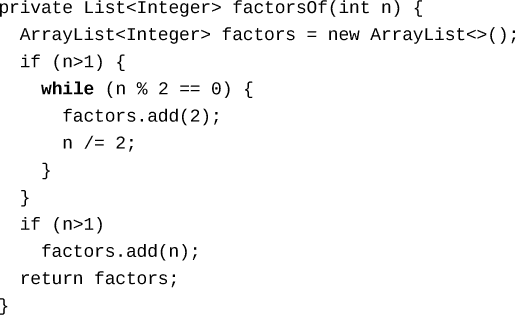 private List<Integer> factorsOf(int n) {
  ArrayList<Integer> factors = new ArrayList<>();
  if (n>1) {
    while (n % 2 == 0) {
      factors.add(2);
      n /= 2;
    }
  }
  if (n>1)
    factors.add(n);
  return factors;
}